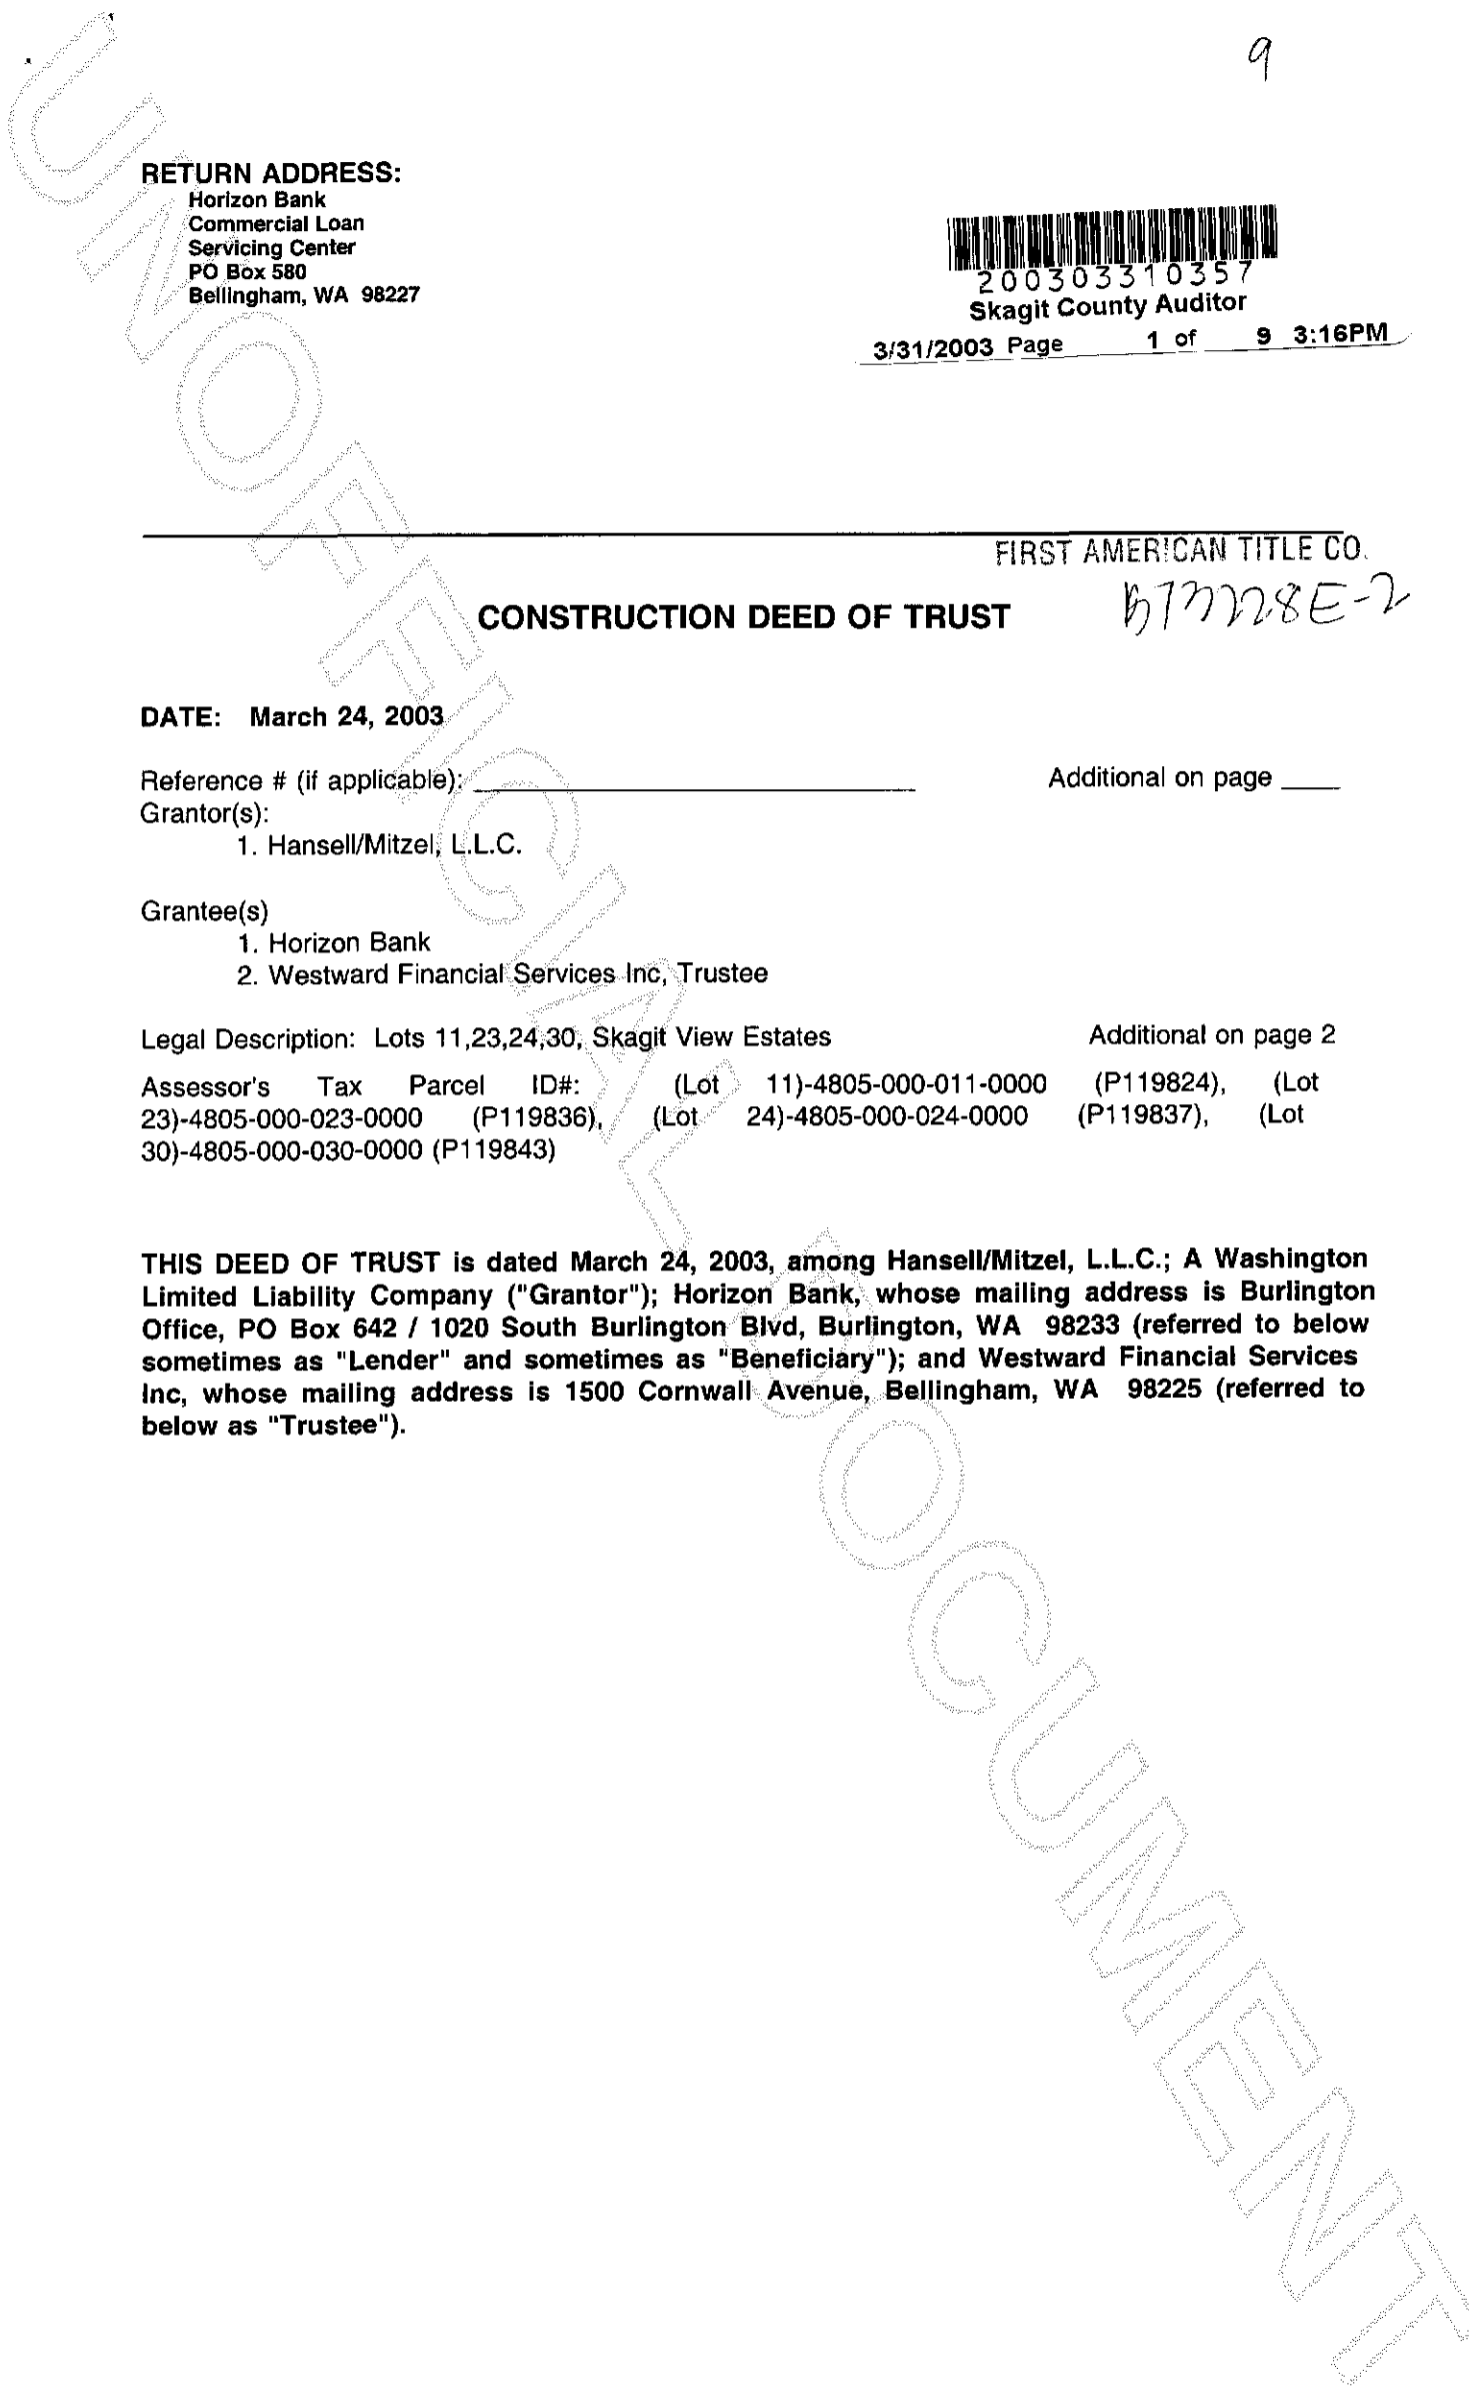 9
RETURN ADDRESS:
Horizon Bank
Commercial Loan
Servicing Center
PO Box 580
Bellingham, WA 98227
200303310357
Skagit County Auditor
3/31/2003 Page 1 of 9 3:16PM
FIRST AMERICAN TITLE CO.
CONSTRUCTION DEED OF TRUST
DATE: March 24, 2003
Reference # (if applicable): Additional on page
Grantor(s):
1. Hansell/Mitzel, L.L.C.
Grantee(s)
1. Horizon Bank
2. Westward Financial Services Inc, Trustee
Legal Description: Lots 11,23,24,30, Skagit View Estates Additional on page 2
Assessor's Tax Parcel ID#: (Lot 11)-4805-000-011-0000 (P119824), (Lot
23)-4805-000-023-0000 (P119836), (Lot 24)-4805-000-024-0000 (P119837), (Lot
30)-4805-000-030-0000 (P119843)
THIS DEED OF TRUST is dated March 24, 2003, among Hansell/Mitzel, L.L.C.; A Washington
Limited Liability Company ("Grantor"); Horizon Bank, whose mailing address is Burlington
Office, PO Box 642 / 1020 South Burlington Blvd, Burlington, WA 98233 (referred to below
sometimes as "Lender" and sometimes as "Beneficiary"); and Westward Financial Services
Inc, whose mailing address is 1500 Cornwall Avenue, Bellingham, WA 98225 (referred to
below as "Trustee").
UNOFFICIAL DOCUMENT